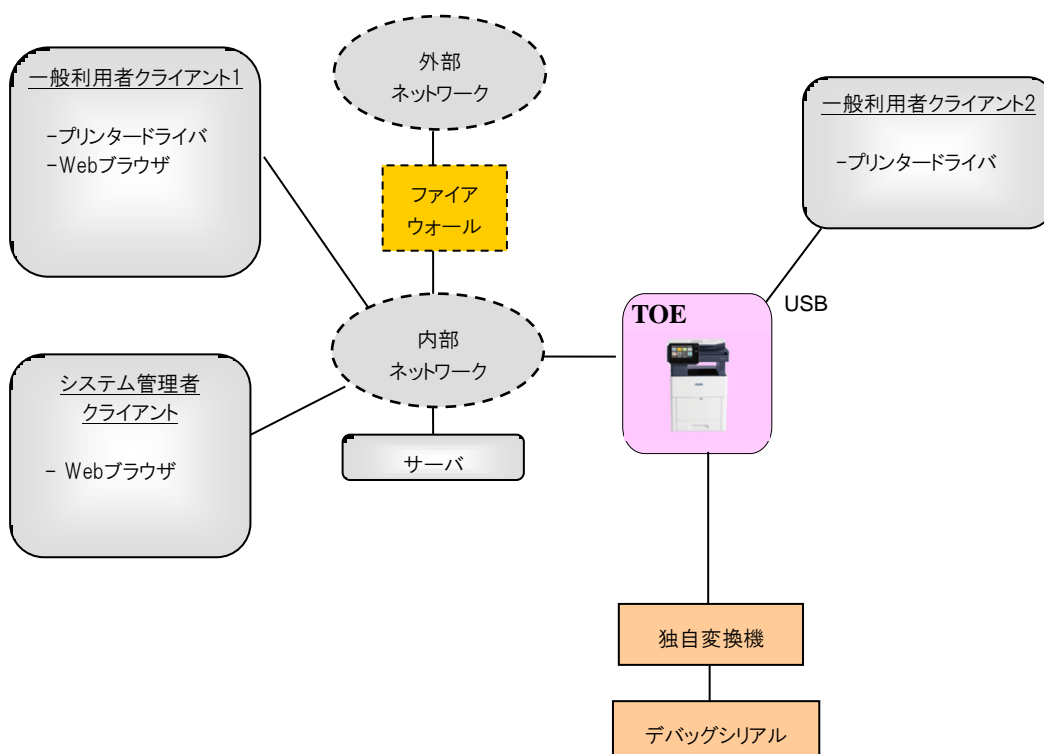 一般利用者クライアント1
-プリンタードライバ
-Webブラウザ
外部
ネットワーク
ファイア
ウォール
一般利用者クライアント2
-プリンタードライバ
USB
TOE
内部
ネットワーク
システム管理者
クライアント
- Webブラウザ
サーバ
独自変換機
デバッグシリアル